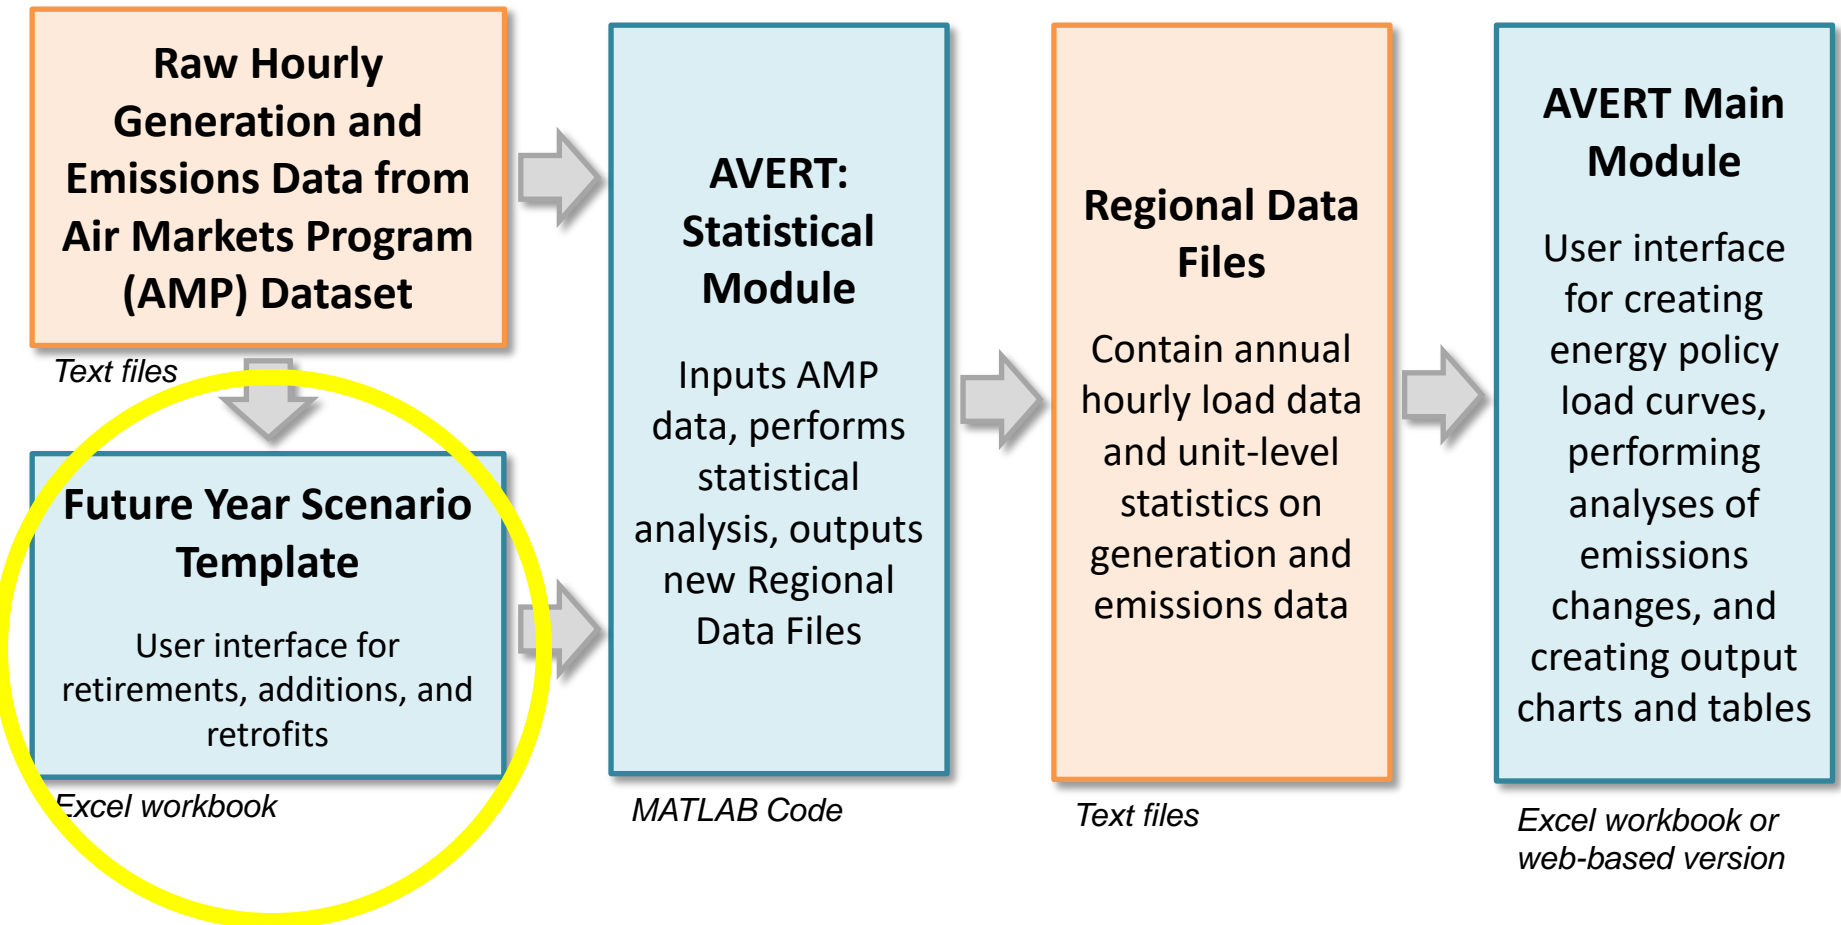 Raw Hourly
Generation and
Emissions Data from
Air Markets Program
(AMP) Dataset
Text files
Future Year Scenario
Template
User interface for
retirements, additions, and
retrofits
Excel workbook
AVERT:
Statistical
Module
Inputs AMP
data, performs
statistical
analysis, outputs
new Regional
Data Files
MATLAB Code
Regional Data
Files
Contain annual
hourly load data
and unit-level
statistics on
generation and
emissions data
Text files
AVERT Main
Module
User interface
for creating
energy policy
load curves,
performing
analyses of
emissions
changes, and
creating output
charts and tables
Excel workbook or
web-based version